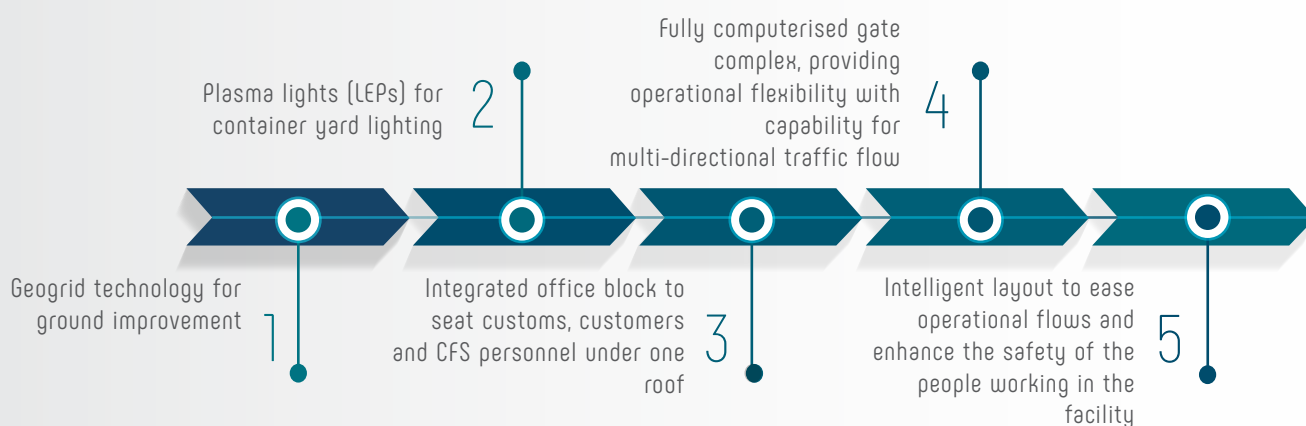 Geogrid technology for
ground improvement
1
Plasma lights (LEPs) for
container yard lighting
2
Integrated office block to
seat customs, customers
and CFS personnel under one
roof
3
Fully computerised gate
complex, providing
operational flexibility with
capability for
multi-directional traffic flow
4
Intelligent layout to ease
operational flows and
enhance the safety of the
people working in the
facility
5